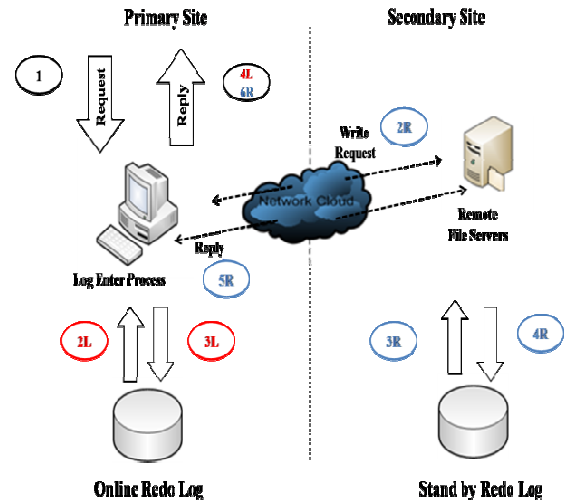 Primary Site
Secondary Site
1
Request
Reply
4L
6R
Write
Request
2R
Network Cloud
Remote
File Servers
Reply
Log Enter Process
5R
2L
3L
3R
4R
Online Redo Log
Stand by Redo Log